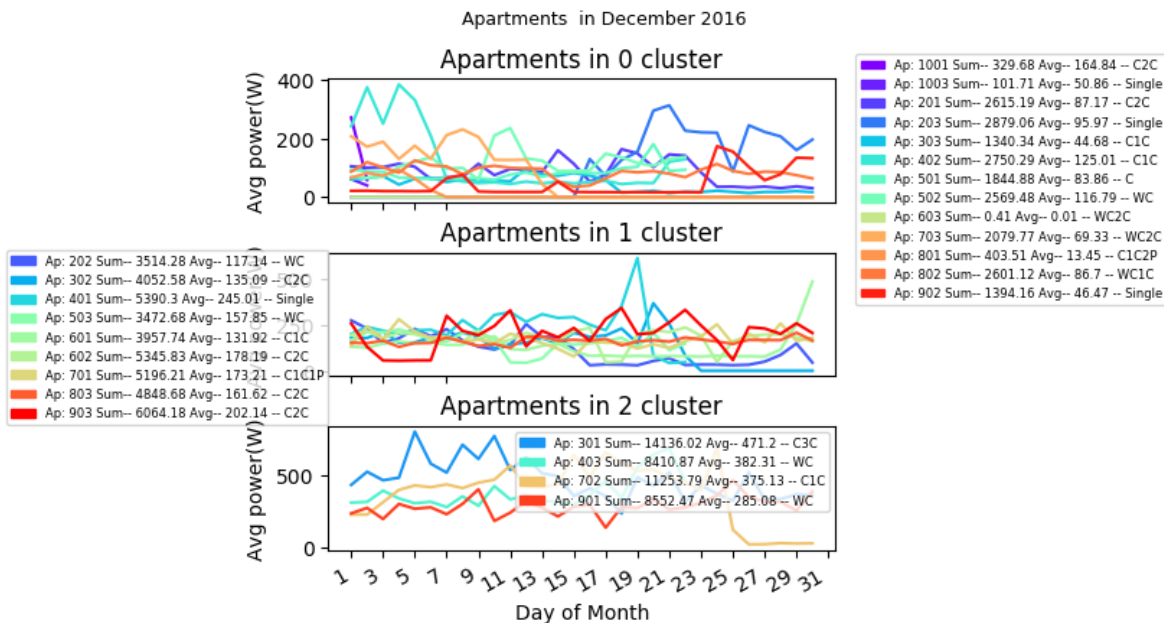 Apartments  in December 2016
Apartments in 0 cluster
Avg power(W)
400
200
0
Ap: 1001 Sum-- 329.68 Avg-- 164.84 -- C2C
Ap: 1003 Sum-- 101.71 Avg-- 50.86 -- Single
Ap: 201 Sum-- 2615.19 Avg-- 87.17 -- C2C
Ap: 203 Sum-- 2879.06 Avg-- 95.97 -- Single
Ap: 303 Sum-- 1340.34 Avg-- 44.68 -- C1C
Ap: 402 Sum-- 2750.29 Avg-- 125.01 -- C1C
Ap: 501 Sum-- 1844.88 Avg-- 83.86 -- C
Ap: 502 Sum-- 2569.48 Avg-- 116.79 -- WC
Ap: 603 Sum-- 0.41 Avg-- 0.01 -- WC2C
Ap: 703 Sum-- 2079.77 Avg-- 69.33 -- WC2C
Ap: 801 Sum-- 403.51 Avg-- 13.45 -- C1C2P
Ap: 802 Sum-- 2601.12 Avg-- 86.7 -- WC1C
Ap: 902 Sum-- 1394.16 Avg-- 46.47 -- Single
Apartments in 1 cluster
250
Ap: 202 Sum-- 3514.28 Avg-- 117.14 -- WC
Ap: 302 Sum-- 4052.58 Avg-- 135.09 -- C2C
Ap: 401 Sum-- 5390.3 Avg-- 245.01 -- Single
Ap: 503 Sum-- 3472.68 Avg-- 157.85 -- WC
Ap: 601 Sum-- 3957.74 Avg-- 131.92 -- C1C
Ap: 602 Sum-- 5345.83 Avg-- 178.19 -- C2C
Ap: 701 Sum-- 5196.21 Avg-- 173.21 -- C1C1P
Ap: 803 Sum-- 4848.68 Avg-- 161.62 -- C2C
Ap: 903 Sum-- 6064.18 Avg-- 202.14 -- C2C
Apartments in 2 cluster
Avg power(W)
500
0
Ap: 301 Sum-- 14136.02 Avg-- 471.2 -- C3C
Ap: 403 Sum-- 8410.87 Avg-- 382.31 -- WC
Ap: 702 Sum-- 11253.79 Avg-- 375.13 -- C1C
Ap: 901 Sum-- 8552.47 Avg-- 285.08 -- WC
1 3 5 7 9 11 13 15 17 19 21 23 25 27 29 31
Day of Month